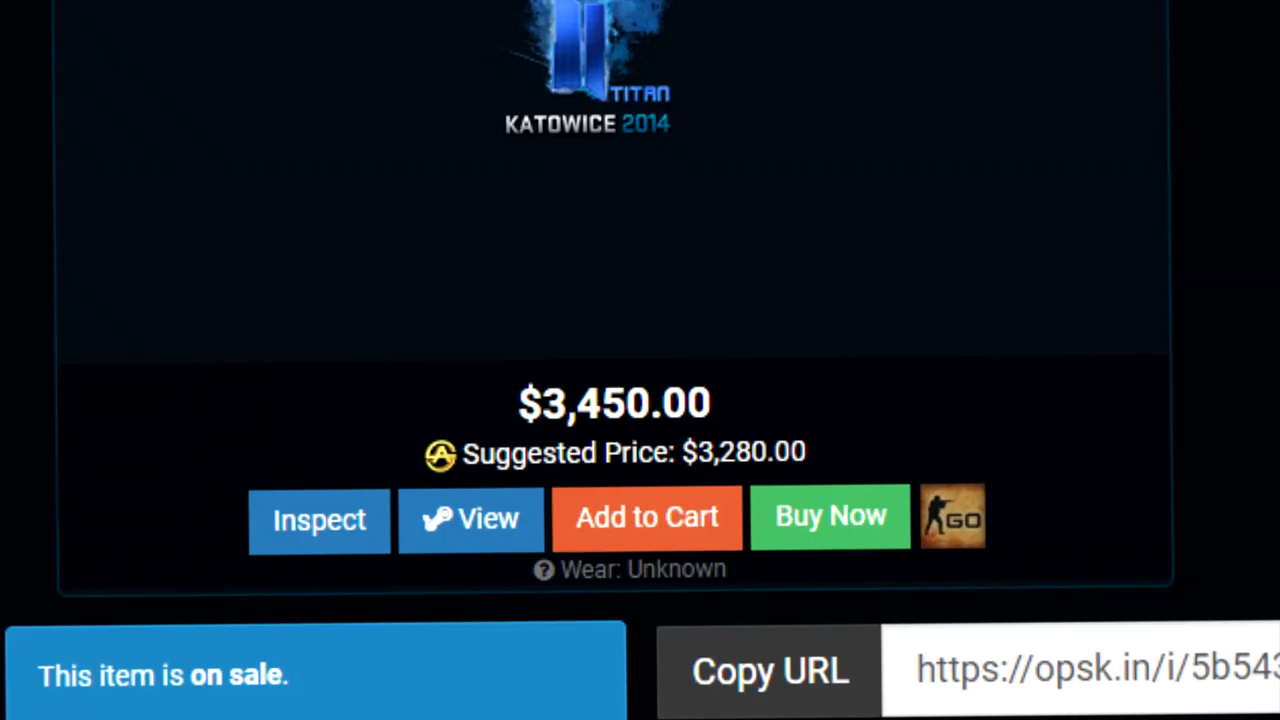 TITAN
KATOWICE 2014
$3,450.00
Suggested Price: $3,280.00
Inspect View Add to Cart Buy Now GO
Wear: Unknown
This item is on sale.
Copy URL https://opsk.in/i/5b543